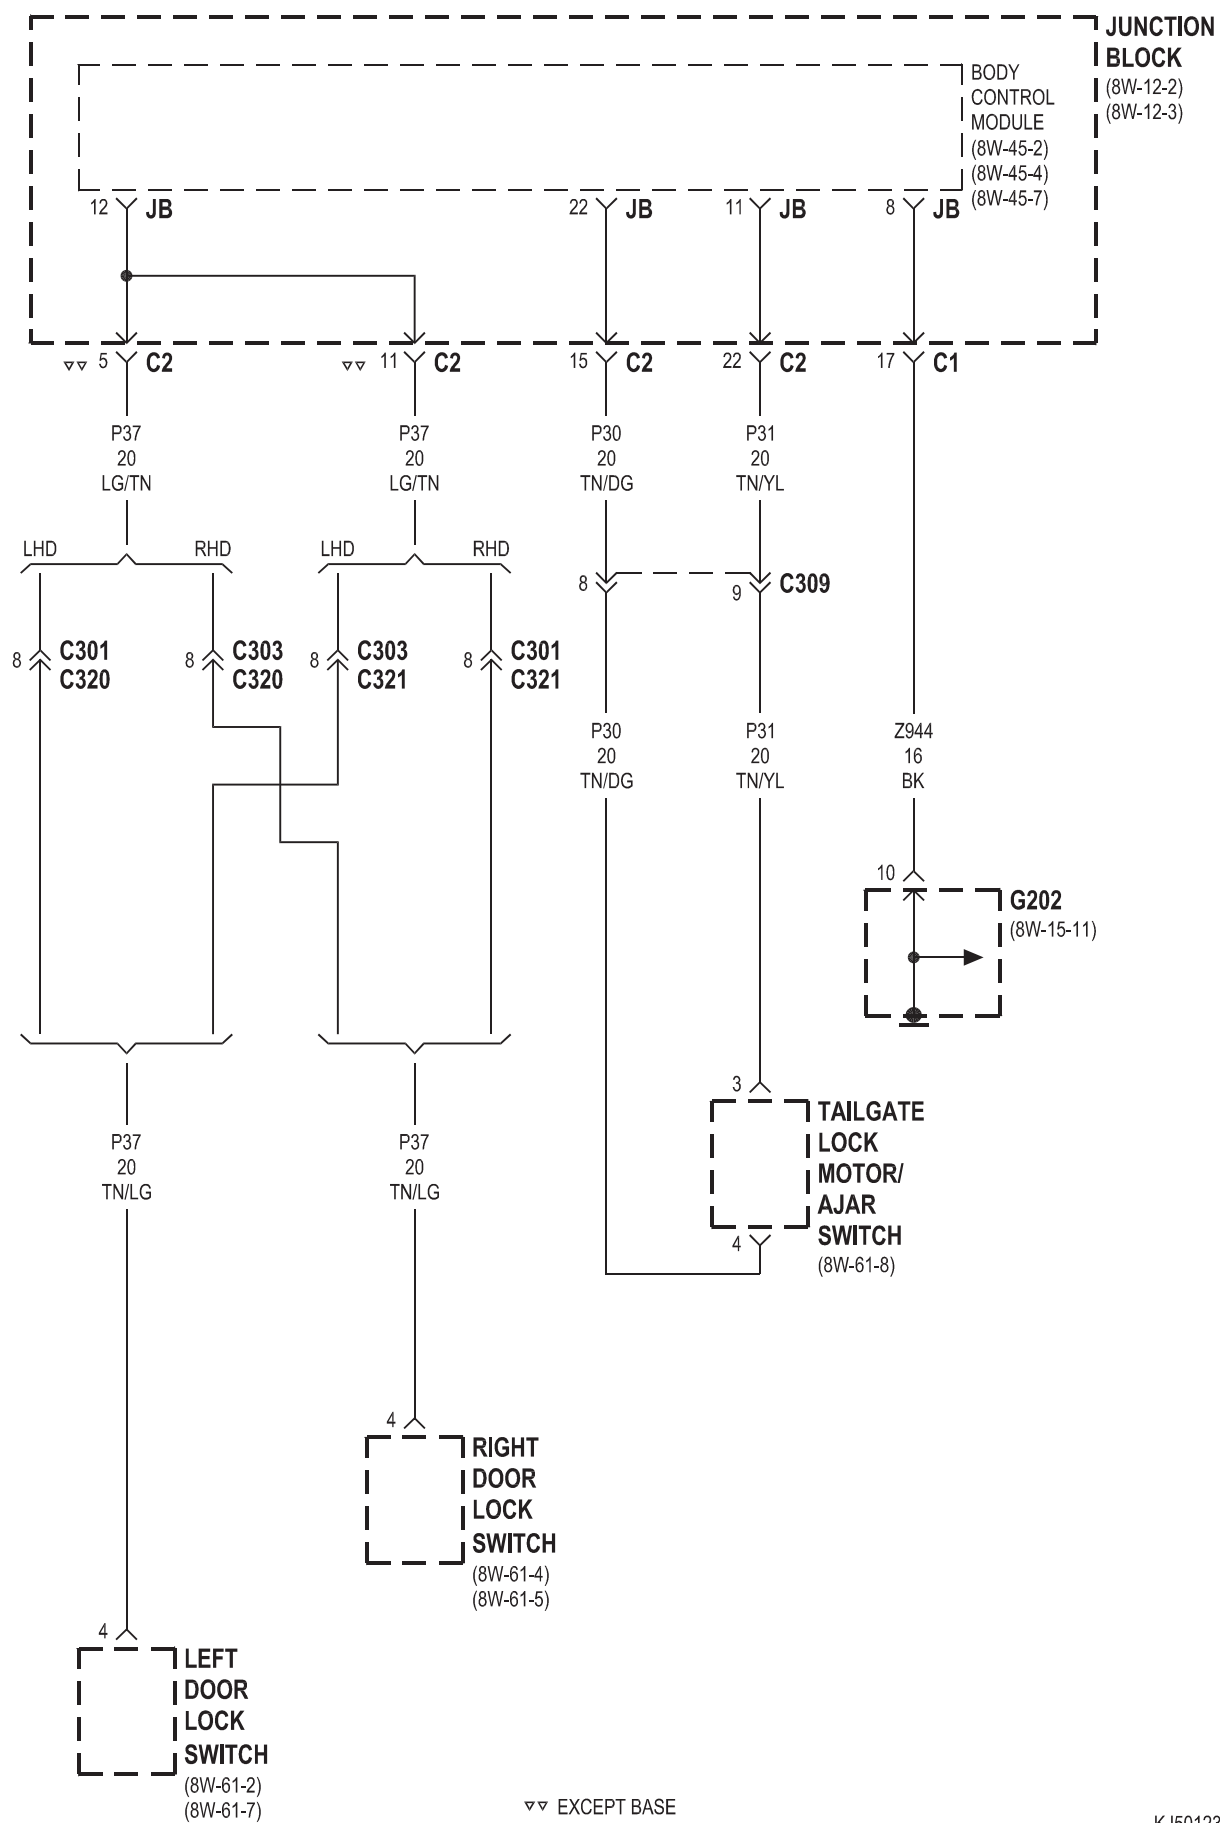 JUNCTION
BLOCK
(8W-12-2)
(8W-12-3)
BODY
CONTROL
MODULE
(8W-45-2)
(8W-45-4)
(8W-45-7)
12 JB 22 JB 11 JB 8 JB
▿▿ 5 C2 ▿▿ 11 C2 15 C2 22 C2 17 C1
P37 P37 P30 P31
20 20 20 20
LG/TN LG/TN TN/DG TN/YL
LHD RHD LHD RHD
8 9 C309
8 C301 8 C303 8 C303 8 C301
C320 C320 C321 C321
P30 P31 Z944
20 20 16
TN/DG TN/YL BK
10
G202
(8W-15-11)
3
TAILGATE
LOCK
MOTOR/
AJAR
SWITCH
(8W-61-8)
4
P37 P37
20 20
TN/LG TN/LG
4
RIGHT
DOOR
LOCK
SWITCH
(8W-61-4)
(8W-61-5)
4
LEFT
DOOR
LOCK
SWITCH
(8W-61-2)
(8W-61-7)
▿▿ EXCEPT BASE
KJ50123